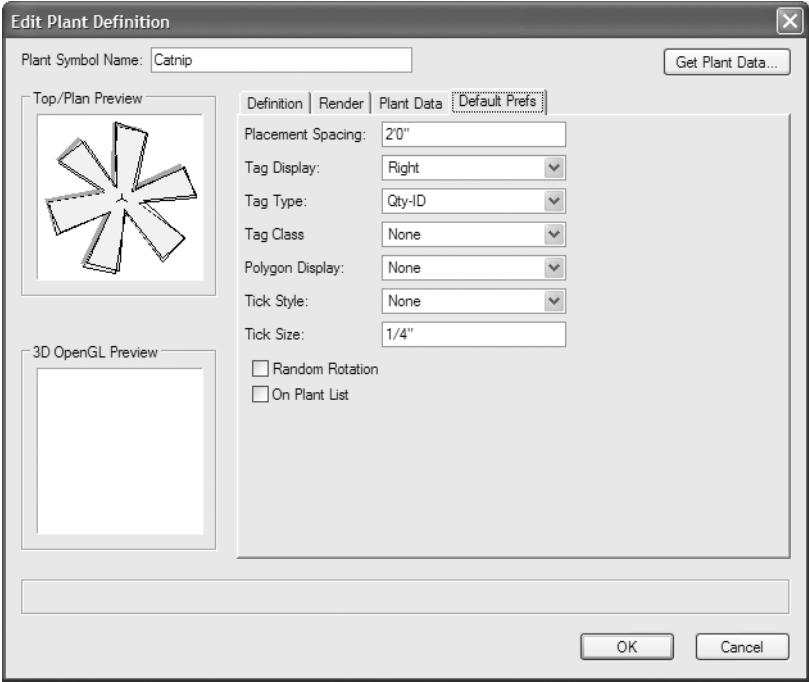 Edit Plant Definition
Plant Symbol Name: Catnip
Get Plant Data...
Top/Plan Preview
Definition Render Plant Data Default Prefs
Placement Spacing: 2'0"
Tag Display: Right
Tag Type: Qty-ID
Tag Class None
Polygon Display: None
Tick Style: None
Tick Size: 1/4"
3D OpenGL Preview
Random Rotation
On Plant List
OK Cancel